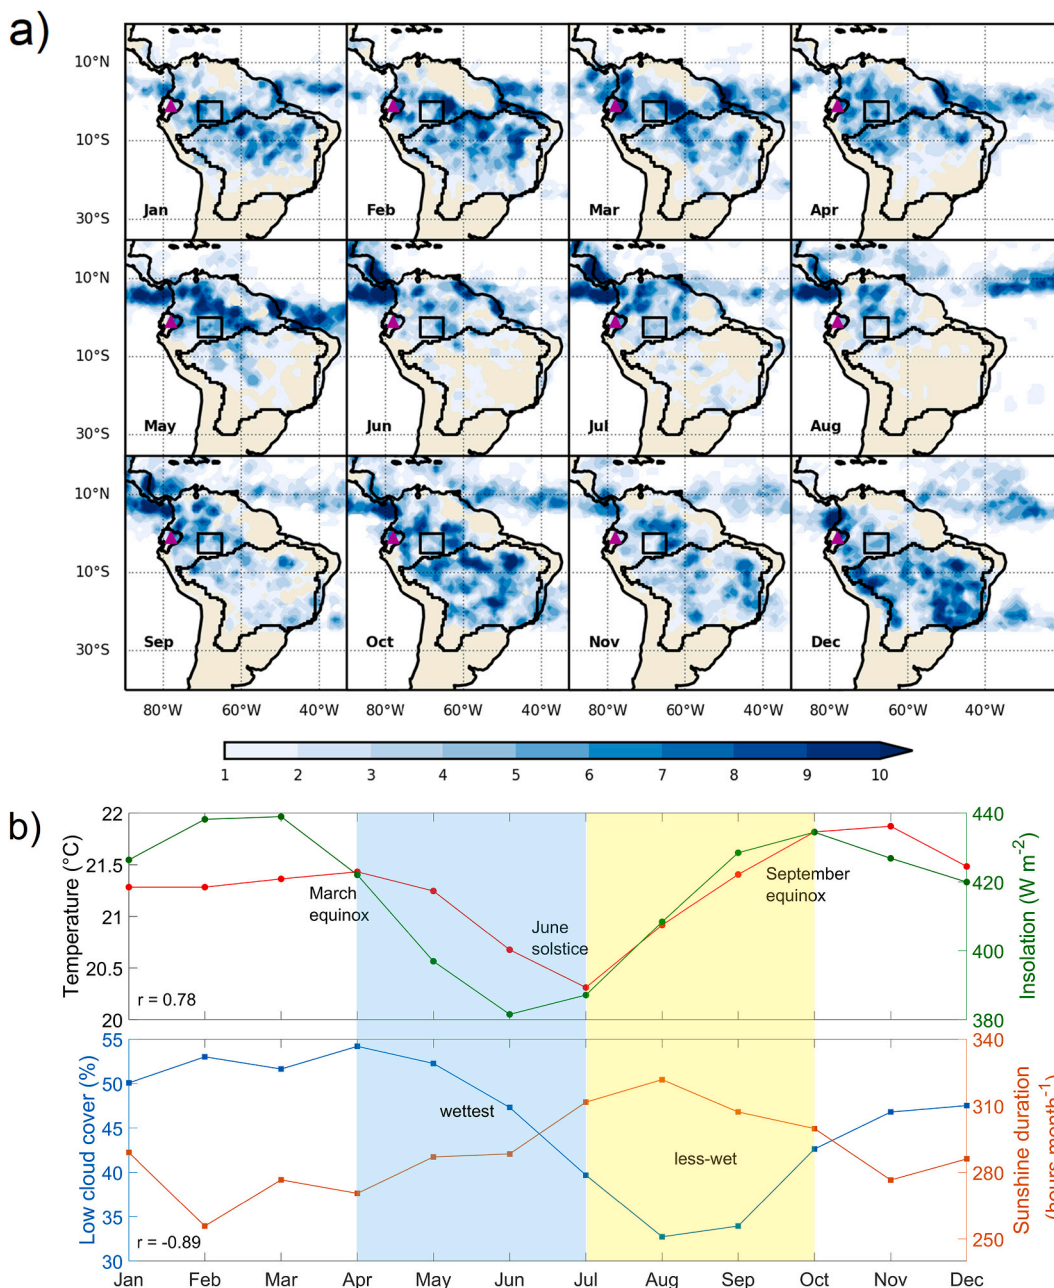 a)
10°N
10°S
30°S
Jan
Feb
Mar
Apr
10°N
10°S
30°S
May
Jun
Jul
Aug
10°N
10°S
30°S
Sep
Oct
Nov
Dec
80°W 60°W 40°W 80°W 60°W 40°W 80°W 60°W 40°W 80°W 60°W 40°W
1 2 3 4 5 6 7 8 9 10
b)
Temperature (°C)
22
21.5
21
20.5
20
March
equinox
June
solstice
September
equinox
r = 0.78
440
420
400
380
Insolation (W m⁻²)
Low cloud cover (%)
55
50
45
40
35
30
wettest
less-wet
r = -0.89
340
310
280
250
Sunshine duration
(hours month⁻¹)
Jan Feb Mar Apr May Jun Jul Aug Sep Oct Nov Dec